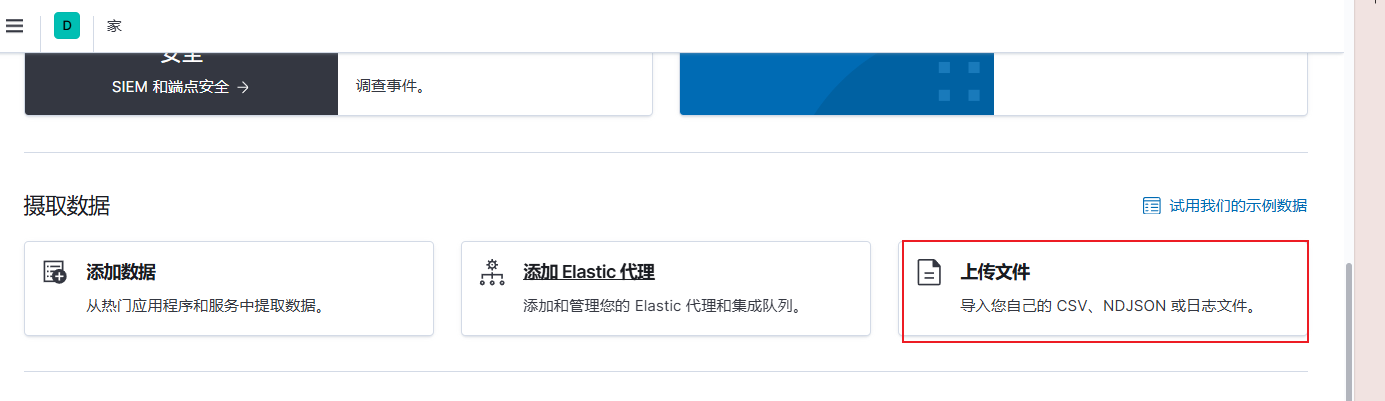 D
家
安全
SIEM 和端点安全 →
调查事件。
摄取数据
试用我们的示例数据
添加数据
从热门应用程序和服务中提取数据。
添加 Elastic 代理
添加和管理您的 Elastic 代理和集成队列。
上传文件
导入您自己的 CSV、NDJSON 或日志文件。